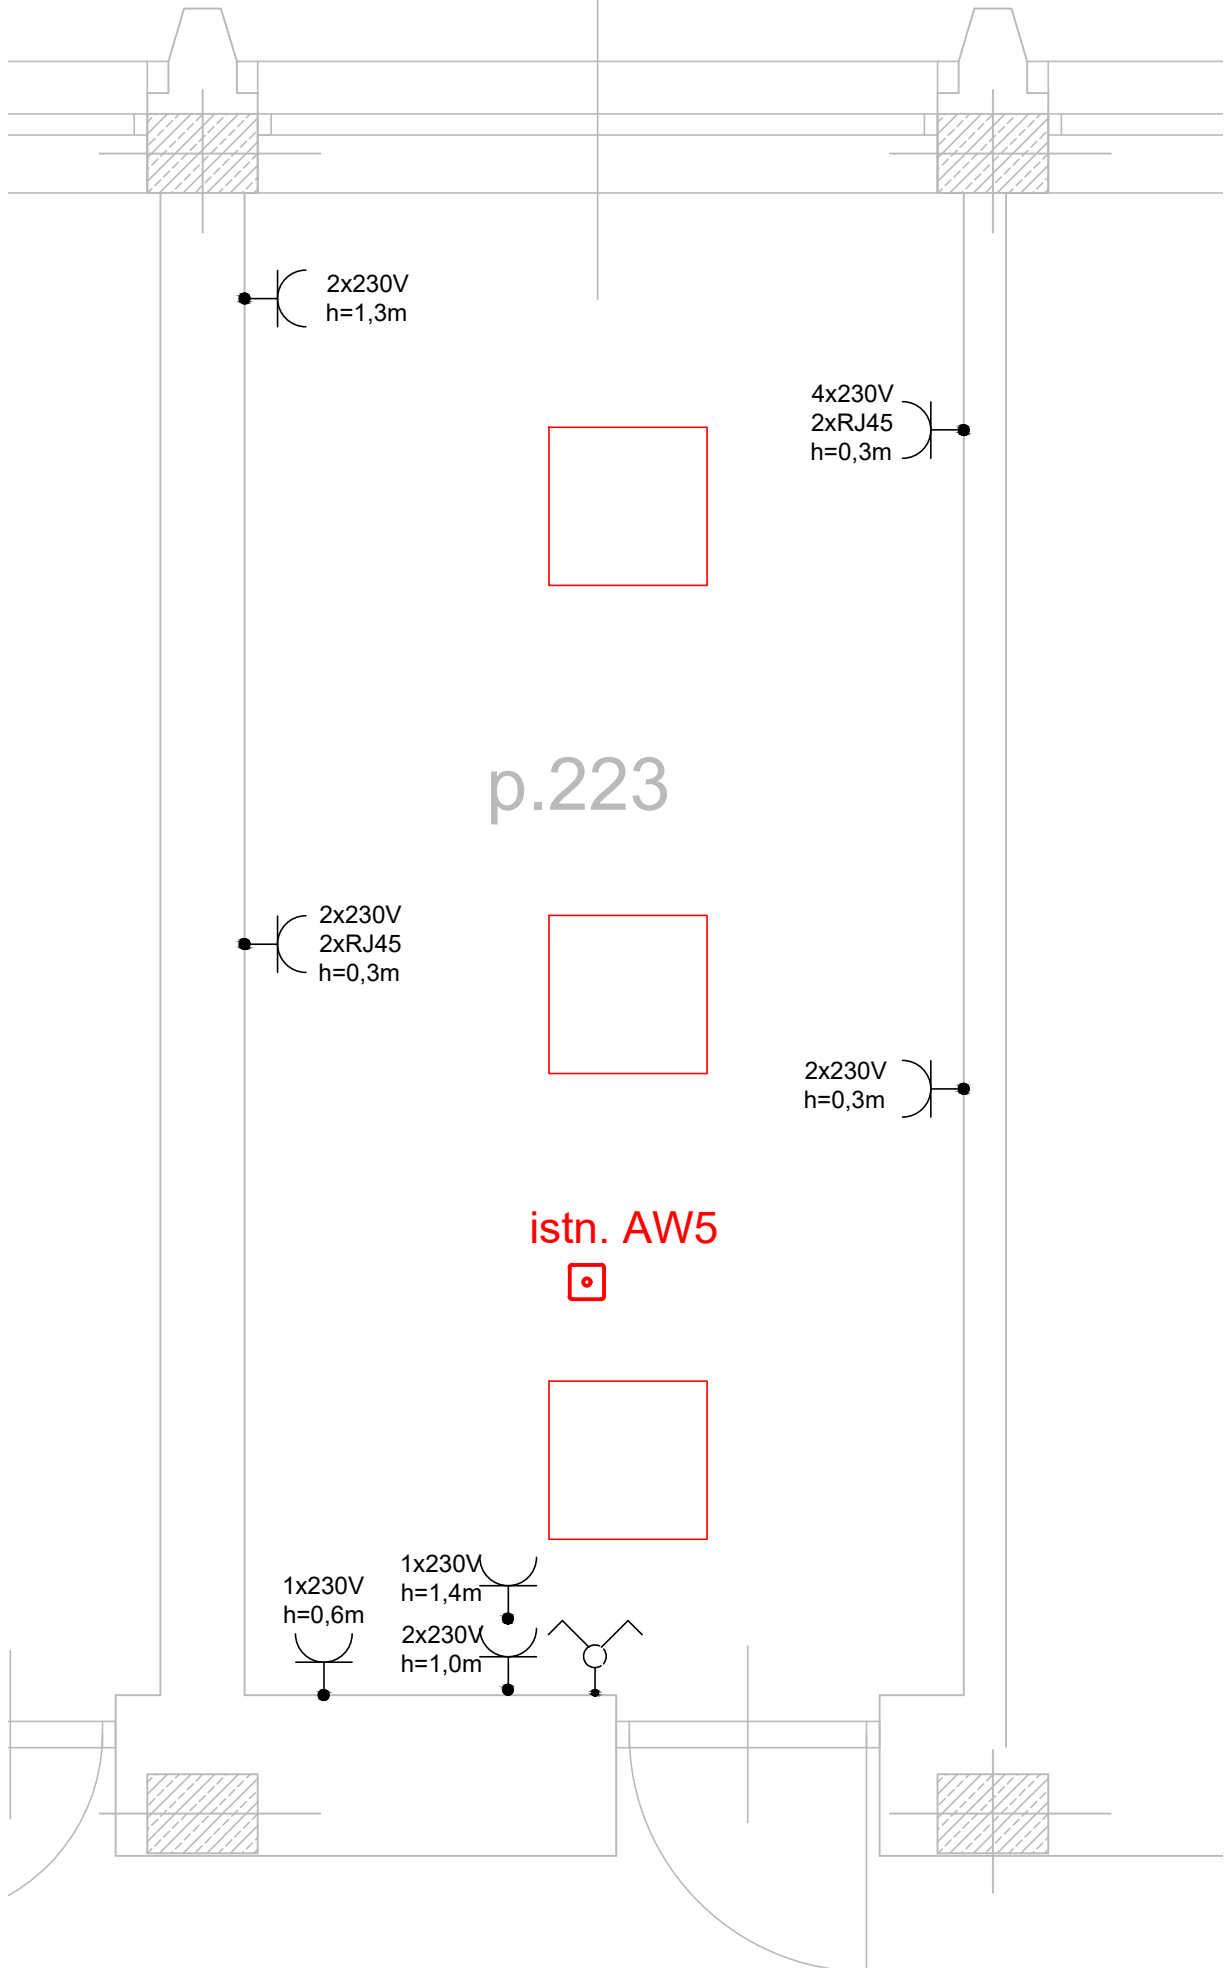 2x230V
h=1,3m
4x230V
2xRJ45
h=0,3m
p.223
2x230V
2xRJ45
h=0,3m
2x230V
h=0,3m
istn. AW5
1x230V
h=1,4m
1x230V
h=0,6m
2x230V
h=1,0m